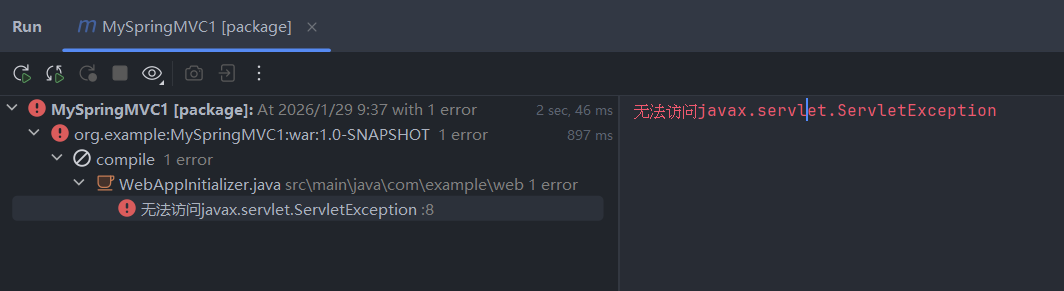 Run MySpringMVC1 [package]
MySpringMVC1 [package]: At 2026/1/29 9:37 with 1 error 2 sec, 46 ms
org.example:MySpringMVC1:war:1.0-SNAPSHOT 1 error 897 ms
compile 1 error
WebAppInitializer.java src\main\java\com\example\web 1 error
无法访问javax.servlet.ServletException :8
无法访问javax.servlet.ServletException